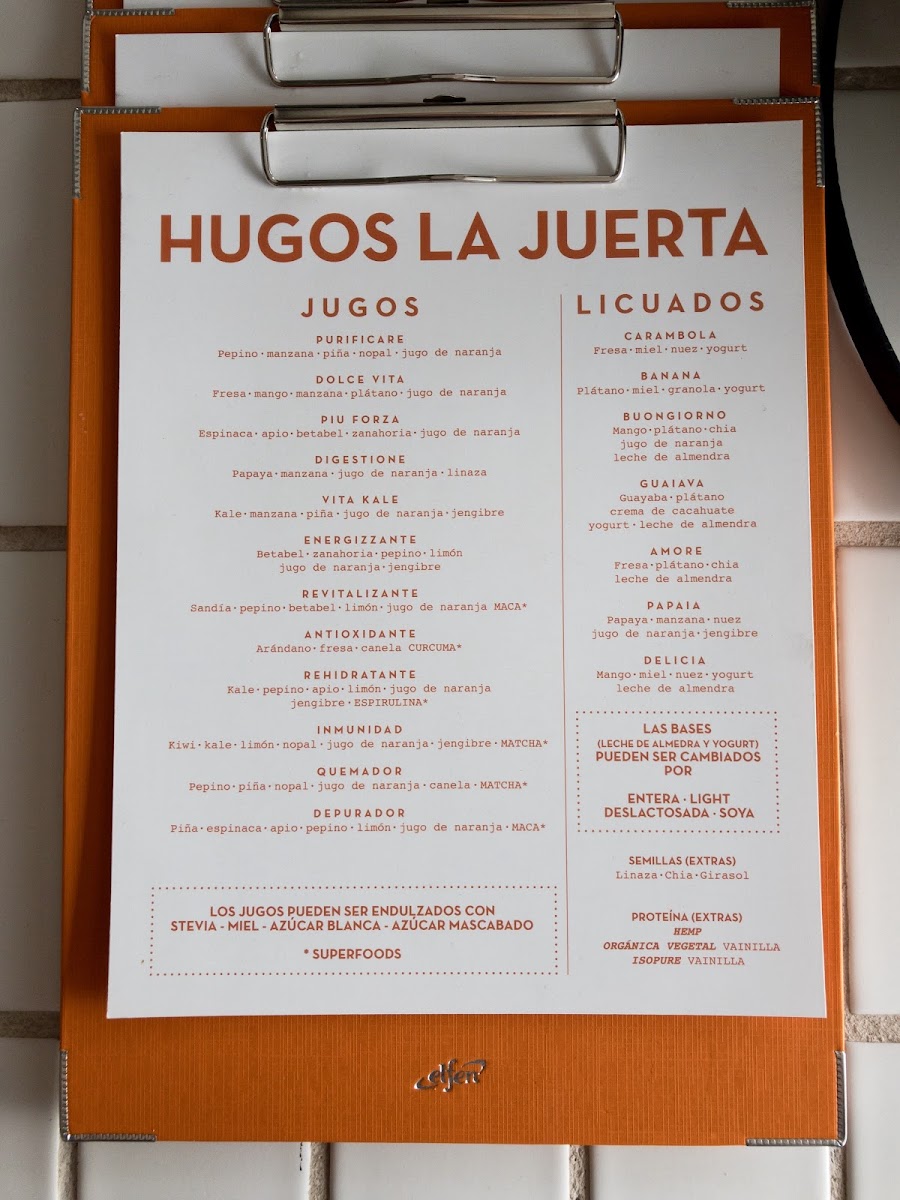 HUGOS LA JUERTA
JUGOS
PURIFICARE
Pepino·manzana·piña·nopal·jugo de naranja
DOLCE VITA
Fresa·mango·manzana·plátano·jugo de naranja
PIU FORZA
Espinaca·apio·betabel·zanahoria·jugo de naranja
DIGESTIONE
Papaya·manzana·jugo de naranja·linaza
VITA KALE
Kale·manzana·piña·jugo de naranja·jengibre
ENERGIZZANTE
Betabel·zanahoria·pepino·limón
jugo de naranja·jengibre
REVITALIZANTE
Sandía·pepino·betabel·limón·jugo de naranja MACA*
ANTIOXIDANTE
Arándano·fresa·canela CURCUMA*
REHIDRATANTE
Kale·pepino·apio·limón·jugo de naranja
jengibre·ESPIRULINA*
INMUNIDAD
Kiwi·kale·limón·nopal·jugo de naranja·jengibre·MATCHA*
QUEMADOR
Pepino·piña·nopal·jugo de naranja·canela·MATCHA*
DEPURADOR
Piña·espinaca·apio·pepino·limón·jugo de naranja·MACA*
LOS JUGOS PUEDEN SER ENDULZADOS CON
STEVIA - MIEL - AZÚCAR BLANCA - AZÚCAR MASCABADO
* SUPERFOODS
LICUADOS
CARAMBOLA
Fresa·miel·nuez·yogurt
BANANA
Plátano·miel·granola·yogurt
BUONGIORNO
Mango·plátano·chia
jugo de naranja
leche de almendra
GUAIAVA
Guayaba·plátano
crema de cacahuate
yogurt·leche de almendra
AMORE
Fresa·plátano·chia
leche de almendra
PAPAIA
Papaya·manzana·nuez
jugo de naranja·jengibre
DELICIA
Mango·miel·nuez·yogurt
leche de almendra
LAS BASES
(LECHE DE ALMEDRA Y YOGURT)
PUEDEN SER CAMBIADOS
POR
ENTERA · LIGHT
DESLACTOSADA · SOYA
SEMILLAS (EXTRAS)
Linaza·Chia·Girasol
PROTEÍNA (EXTRAS)
HEMP
ORGÁNICA VEGETAL VAINILLA
ISOPURE VAINILLA
elfen